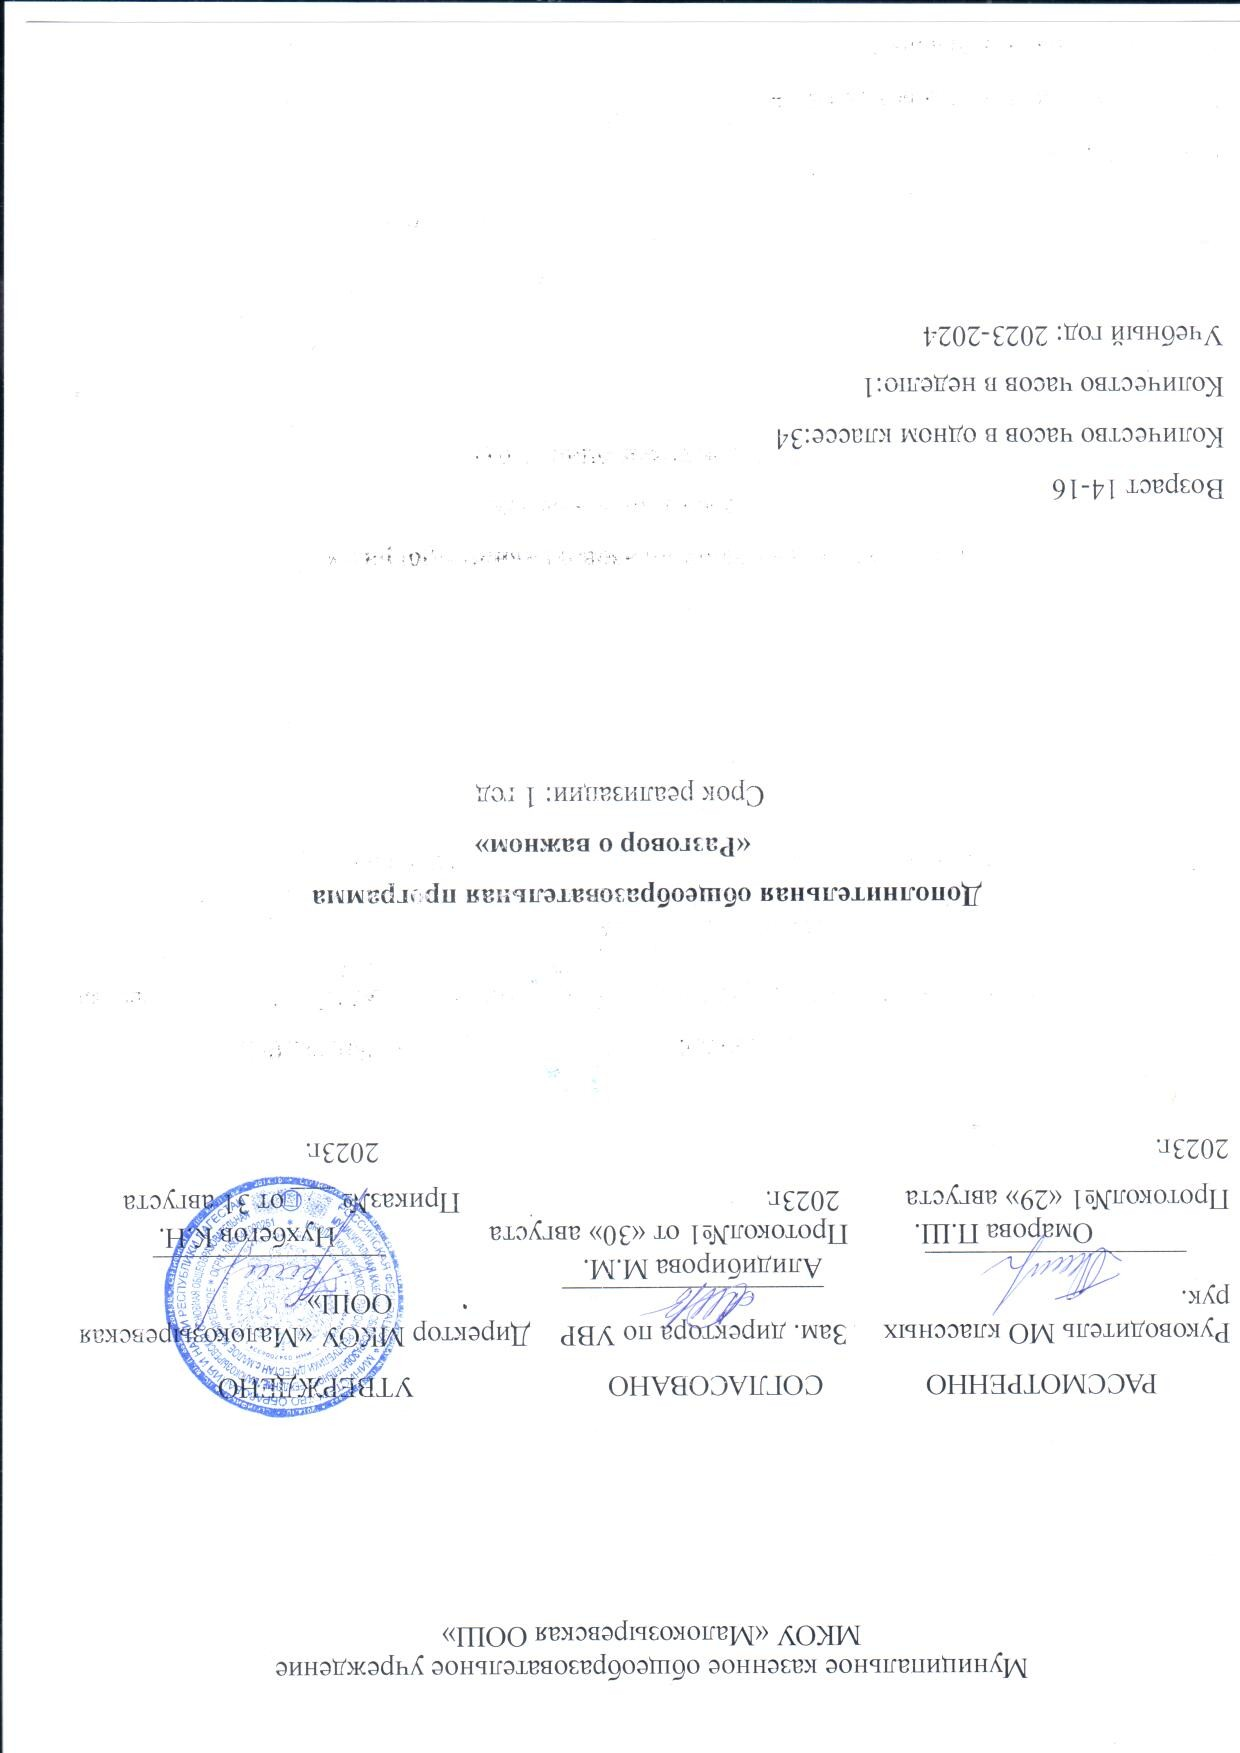 Муниципальное казенное общеобразовательное учреждение
МКОУ «Малокозыревская ООШ»
РАССМОТРЕННО
Руководитель МО классных
рук.
Омарова П.Ш.
Протокол№1 «29» августа
2023г.
СОГЛАСОВАНО
Зам. директора по УВР
Алидибирова М.М.
Протокол№1 от «30» августа
2023г.
УТВЕРЖДЕНО
Директор МКОУ «Малокозыревская
ООШ»
Нухбегов К.Н.
Приказ№ от 31 августа
2023г.
Дополнительная общеобразовательная программа
«Разговор о важном»
Срок реализации: 1 год
Возраст 14-16
Количество часов в одном классе:34
Количество часов в неделю:1
Учебный год: 2023-2024